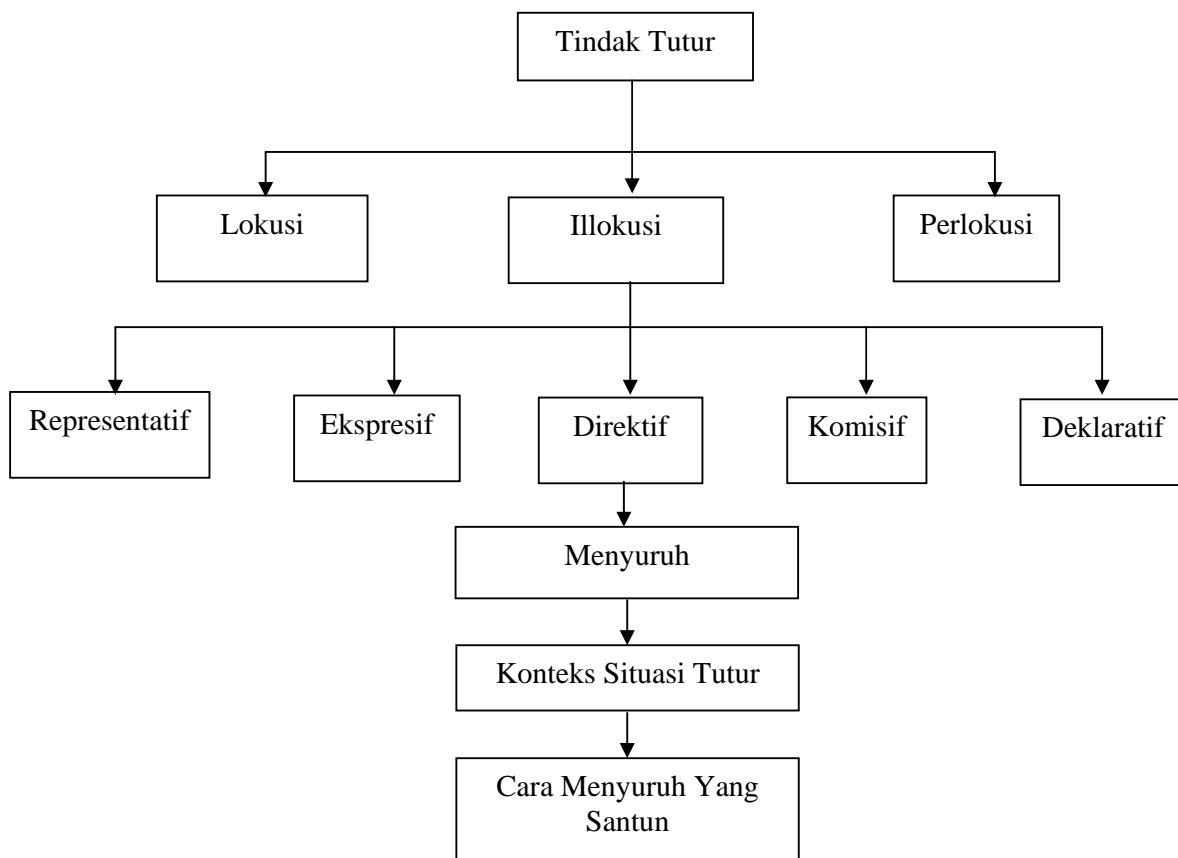 Tindak Tutur
Lokusi
Illokusi
Perlokusi
Representatif
Ekspresif
Direktif
Komisif
Deklaratif
Menyuruh
Konteks Situasi Tutur
Cara Menyuruh Yang
Santun